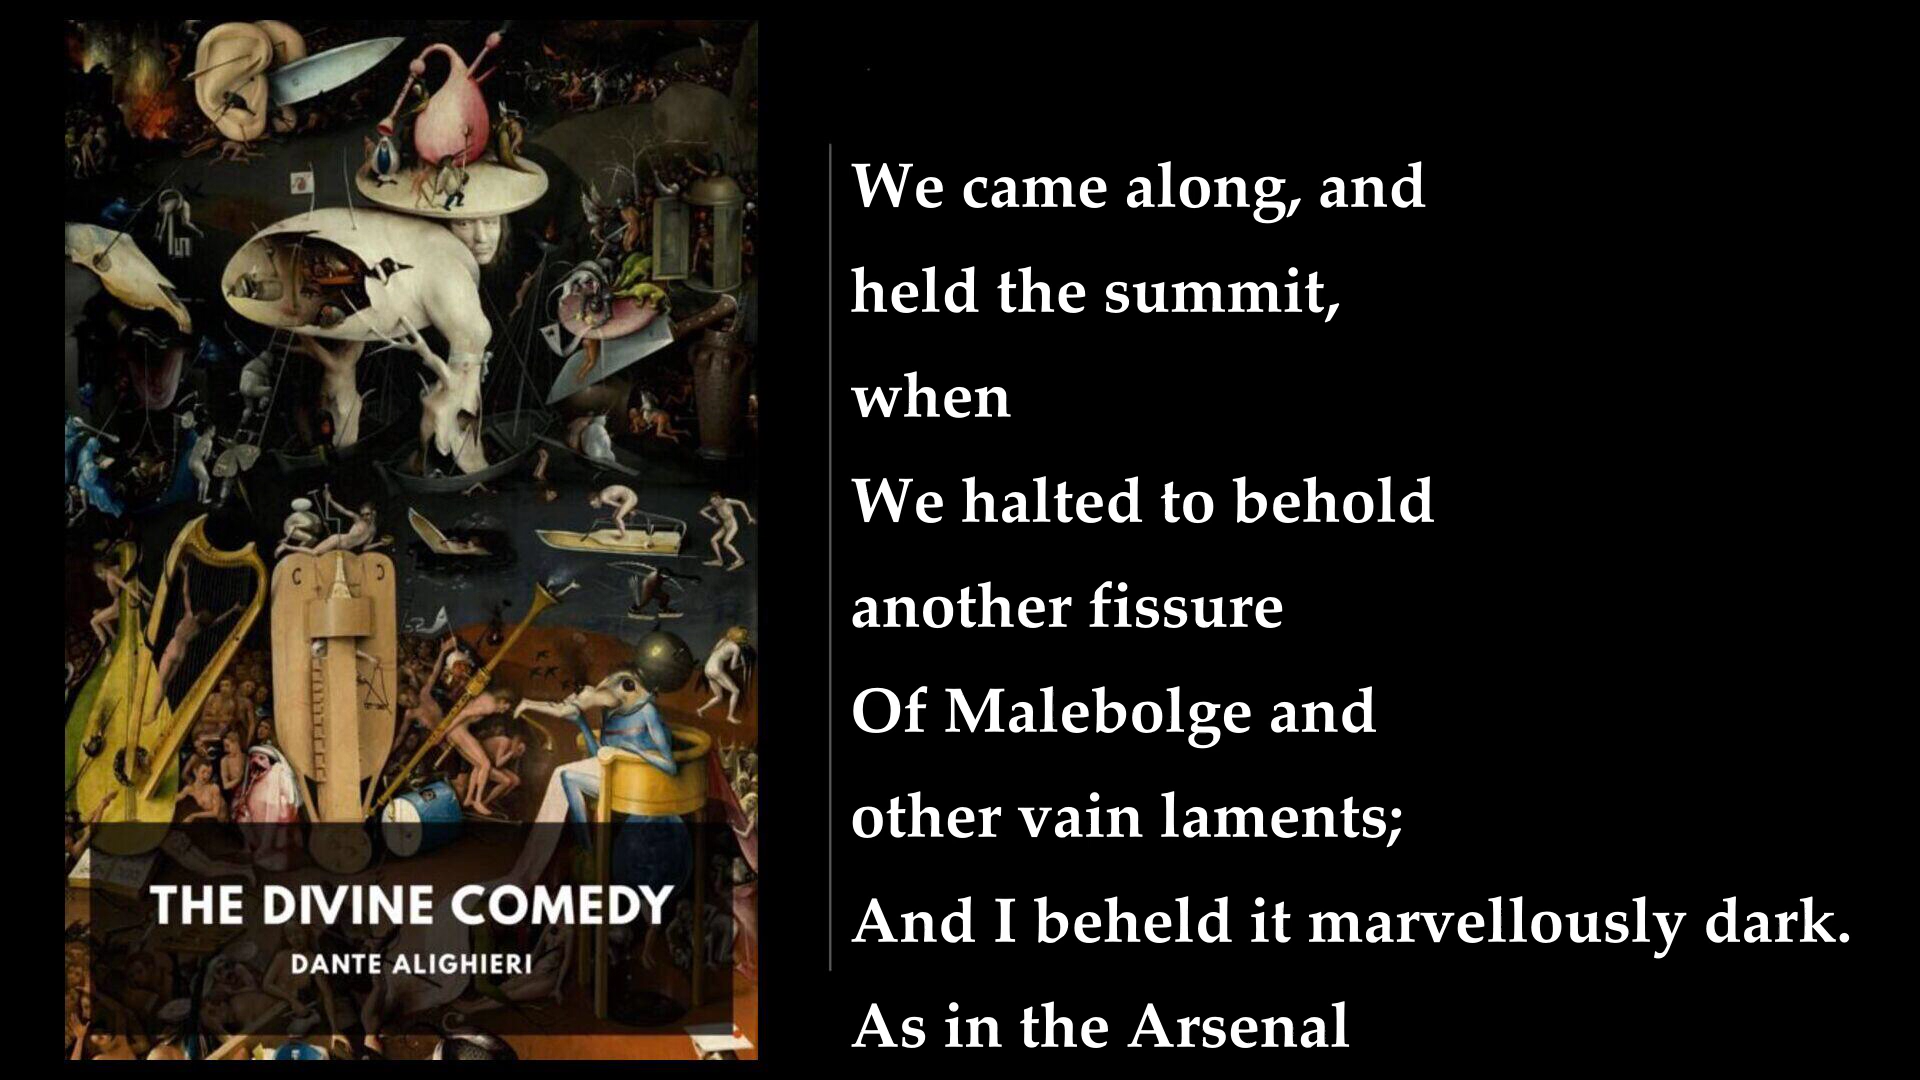 THE DIVINE COMEDY
DANTE ALIGHIERI
We came along, and
held the summit,
when
We halted to behold
another fissure
Of Malebolge and
other vain laments;
And I beheld it marvellously dark.
As in the Arsenal